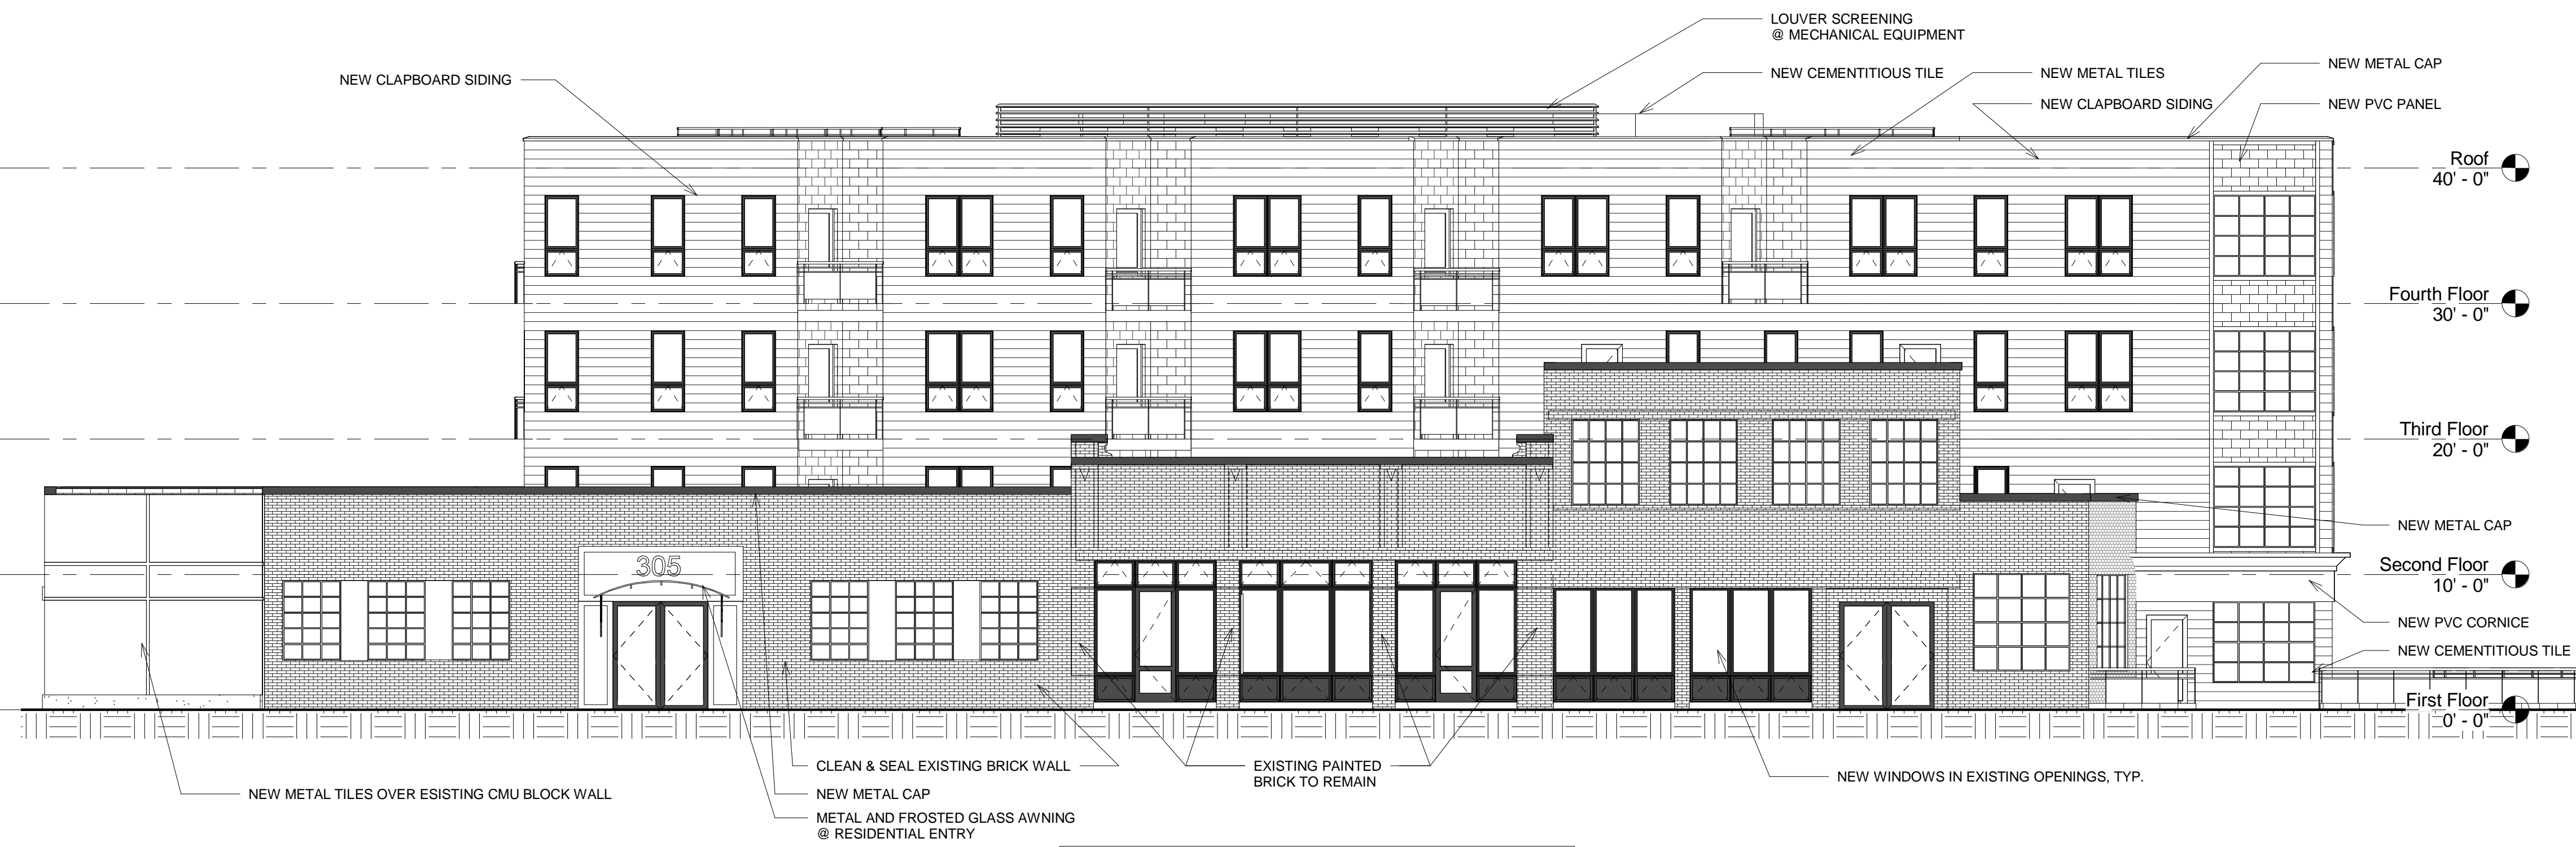 LOUVER SCREENING
@ MECHANICAL EQUIPMENT
NEW CLAPBOARD SIDING
NEW CEMENTITIOUS TILE
NEW METAL TILES
NEW METAL CAP
NEW CLAPBOARD SIDING
NEW PVC PANEL
Roof
40' - 0"
Fourth Floor
30' - 0"
Third Floor
20' - 0"
NEW METAL CAP
305
Second Floor
10' - 0"
NEW PVC CORNICE
NEW CEMENTITIOUS TILE
First Floor
0' - 0"
CLEAN & SEAL EXISTING BRICK WALL
EXISTING PAINTED
BRICK TO REMAIN
NEW WINDOWS IN EXISTING OPENINGS, TYP.
NEW METAL TILES OVER ESISTING CMU BLOCK WALL
NEW METAL CAP
METAL AND FROSTED GLASS AWNING
@ RESIDENTIAL ENTRY